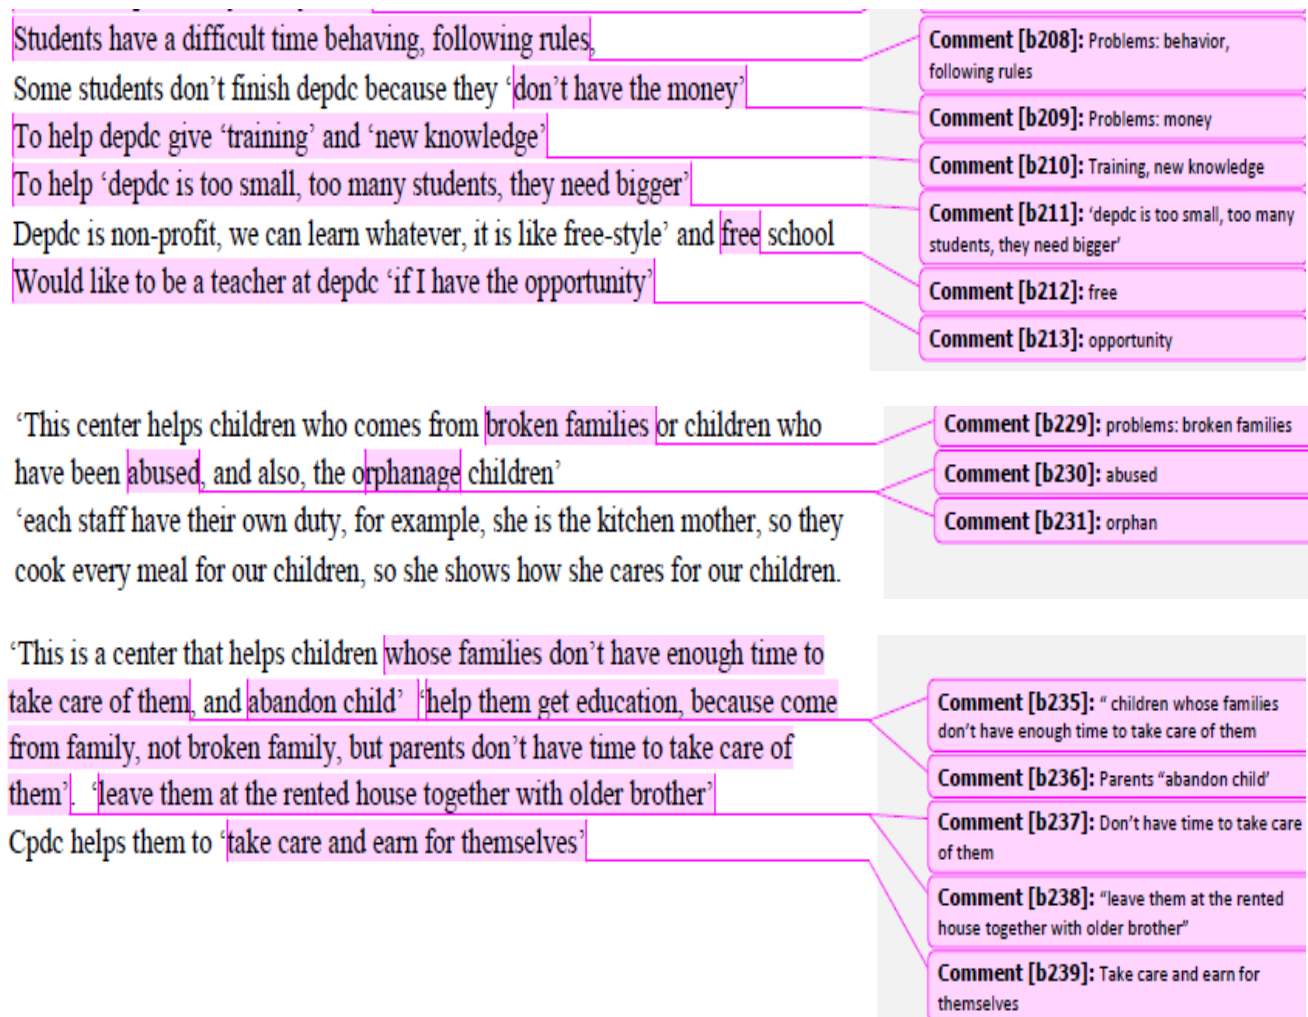 Students have a difficult time behaving, following rules,
Some students don’t finish depdc because they ‘don’t have the money’
To help depdc give ‘training’ and ‘new knowledge’
To help ‘depdc is too small, too many students, they need bigger’
Depdc is non-profit, we can learn whatever, it is like free-style’ and free school
Would like to be a teacher at depdc ‘if I have the opportunity’
Comment [b208]: Problems: behavior,
following rules
Comment [b209]: Problems: money
Comment [b210]: Training, new knowledge
Comment [b211]: ‘depdc is too small, too many
students, they need bigger’
Comment [b212]: free
Comment [b213]: opportunity
‘This center helps children who comes from broken families or children who
have been abused, and also, the orphanage children’
‘each staff have their own duty, for example, she is the kitchen mother, so they
cook every meal for our children, so she shows how she cares for our children.
Comment [b229]: problems: broken families
Comment [b230]: abused
Comment [b231]: orphan
‘This is a center that helps children whose families don’t have enough time to
take care of them, and abandon child’ ‘help them get education, because come
from family, not broken family, but parents don’t have time to take care of
them’. ‘leave them at the rented house together with older brother’
Cpdc helps them to ‘take care and earn for themselves’
Comment [b235]: “ children whose families
don’t have enough time to take care of them
Comment [b236]: Parents “abandon child’
Comment [b237]: Don’t have time to take care
of them
Comment [b238]: “leave them at the rented
house together with older brother”
Comment [b239]: Take care and earn for
themselves